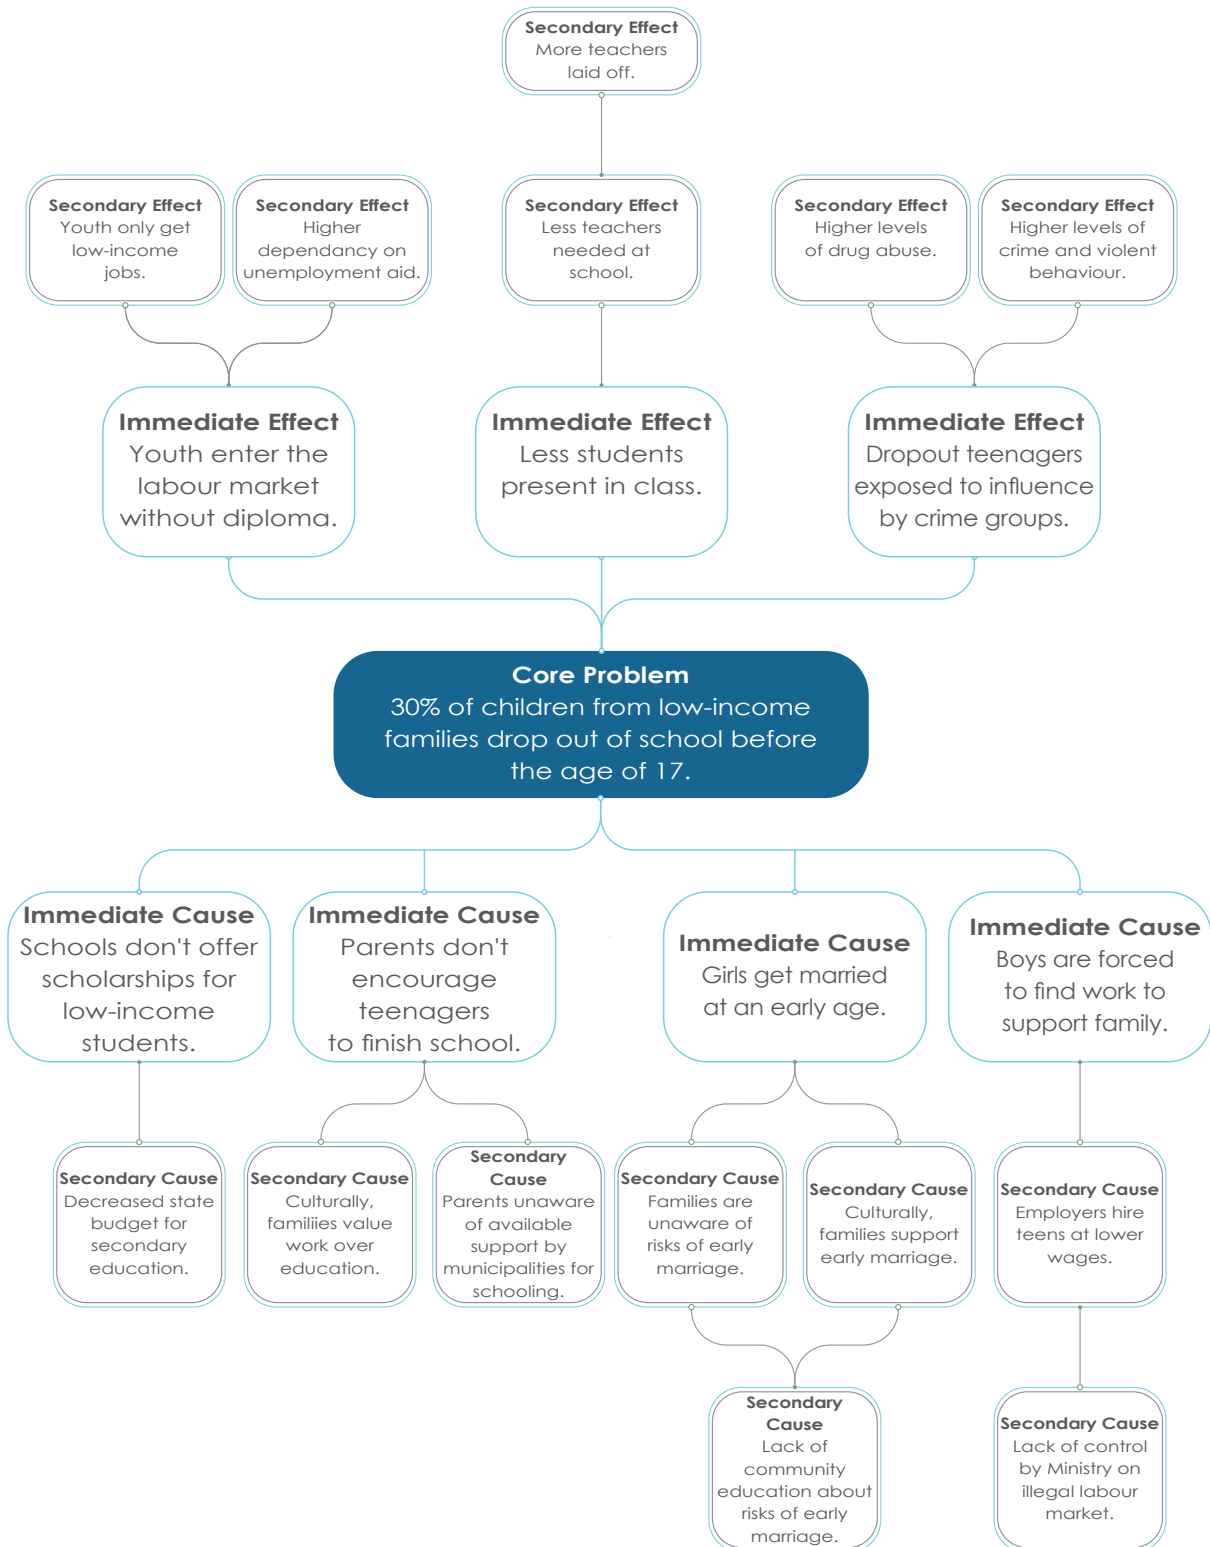 Secondary Effect
More teachers
laid off.
Secondary Effect
Youth only get
low-income
jobs.
Secondary Effect
Higher
dependancy on
unemployment aid.
Secondary Effect
Less teachers
needed at
school.
Secondary Effect
Higher levels
of drug abuse.
Secondary Effect
Higher levels of
crime and violent
behaviour.
Immediate Effect
Youth enter the
labour market
without diploma.
Immediate Effect
Less students
present in class.
Immediate Effect
Dropout teenagers
exposed to influence
by crime groups.
Core Problem
30% of children from low-income
families drop out of school before
the age of 17.
Immediate Cause
Schools don't offer
scholarships for
low-income
students.
Immediate Cause
Parents don't
encourage
teenagers
to finish school.
Immediate Cause
Girls get married
at an early age.
Immediate Cause
Boys are forced
to find work to
support family.
Secondary Cause
Decreased state
budget for
secondary
education.
Secondary Cause
Culturally,
familiies value
work over
education.
Secondary
Cause
Parents unaware
of available
support by
municipalities for
schooling.
Secondary Cause
Families are
unaware of
risks of early
marriage.
Secondary Cause
Culturally,
families support
early marriage.
Secondary Cause
Employers hire
teens at lower
wages.
Secondary
Cause
Lack of
community
education about
risks of early
marriage.
Secondary Cause
Lack of control
by Ministry on
illegal labour
market.